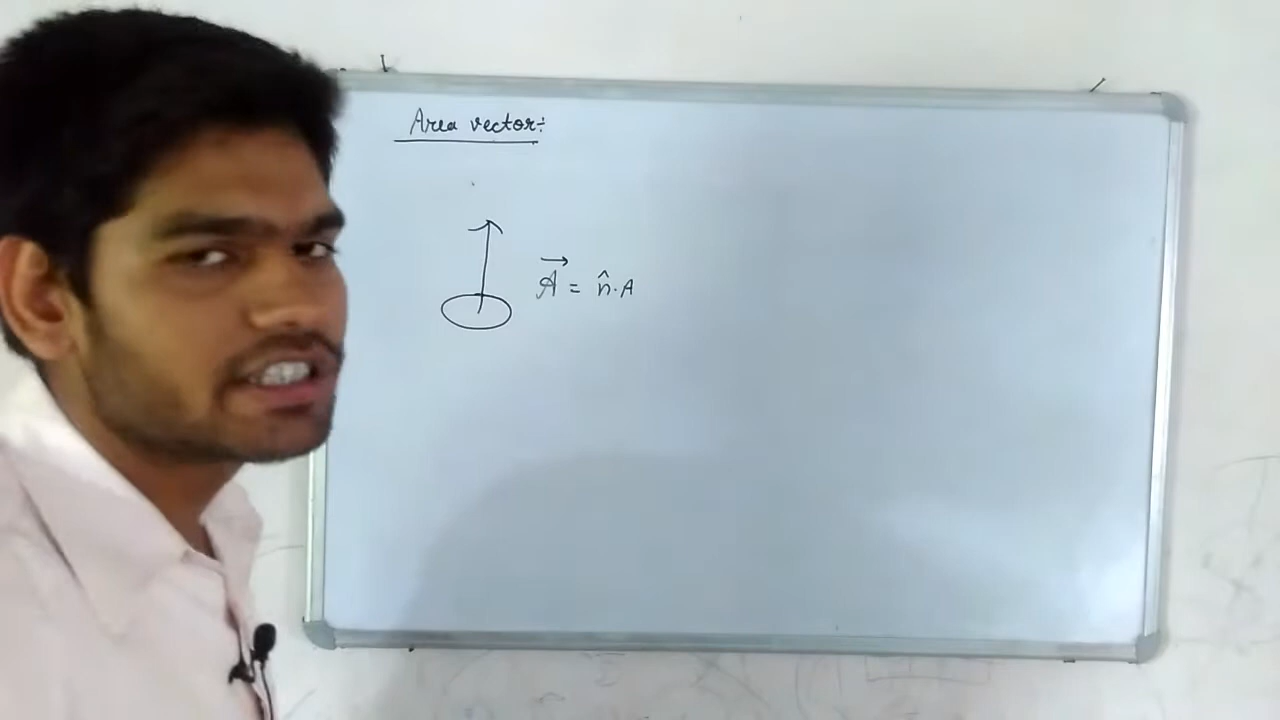 Area vector:
A⃗ = n̂.A